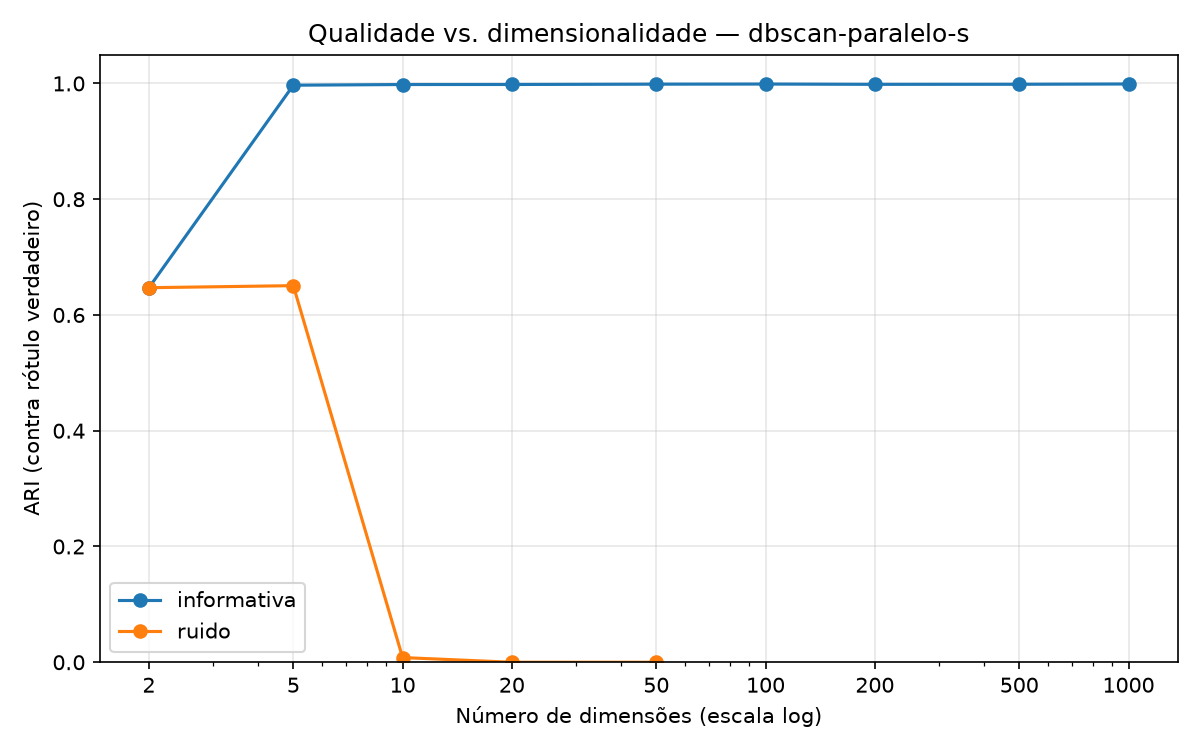 Qualidade vs. dimensionalidade — dbscan-paralelo-s
ARI (contra rótulo verdadeiro)
1.0
0.8
0.6
0.4
0.2
0.0
informativa
ruido
2 5 10 20 50 100 200 500 1000
Número de dimensões (escala log)